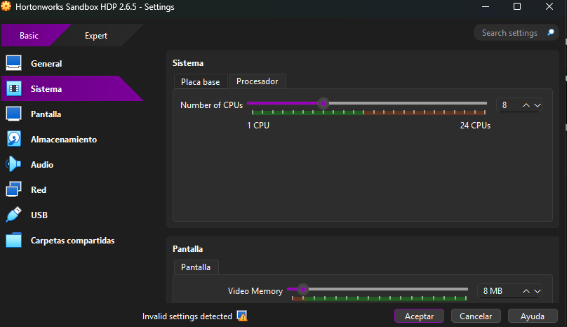 Hortonworks Sandbox HDP 2.6.5 - Settings
Basic
Expert
Search settings
General
Sistema
Pantalla
Almacenamiento
Audio
Red
USB
Carpetas compartidas
Sistema
Placa base
Procesador
Number of CPUs
8
1 CPU
24 CPUs
Pantalla
Pantalla
Video Memory
8 MB
Invalid settings detected
Aceptar
Cancelar
Ayuda